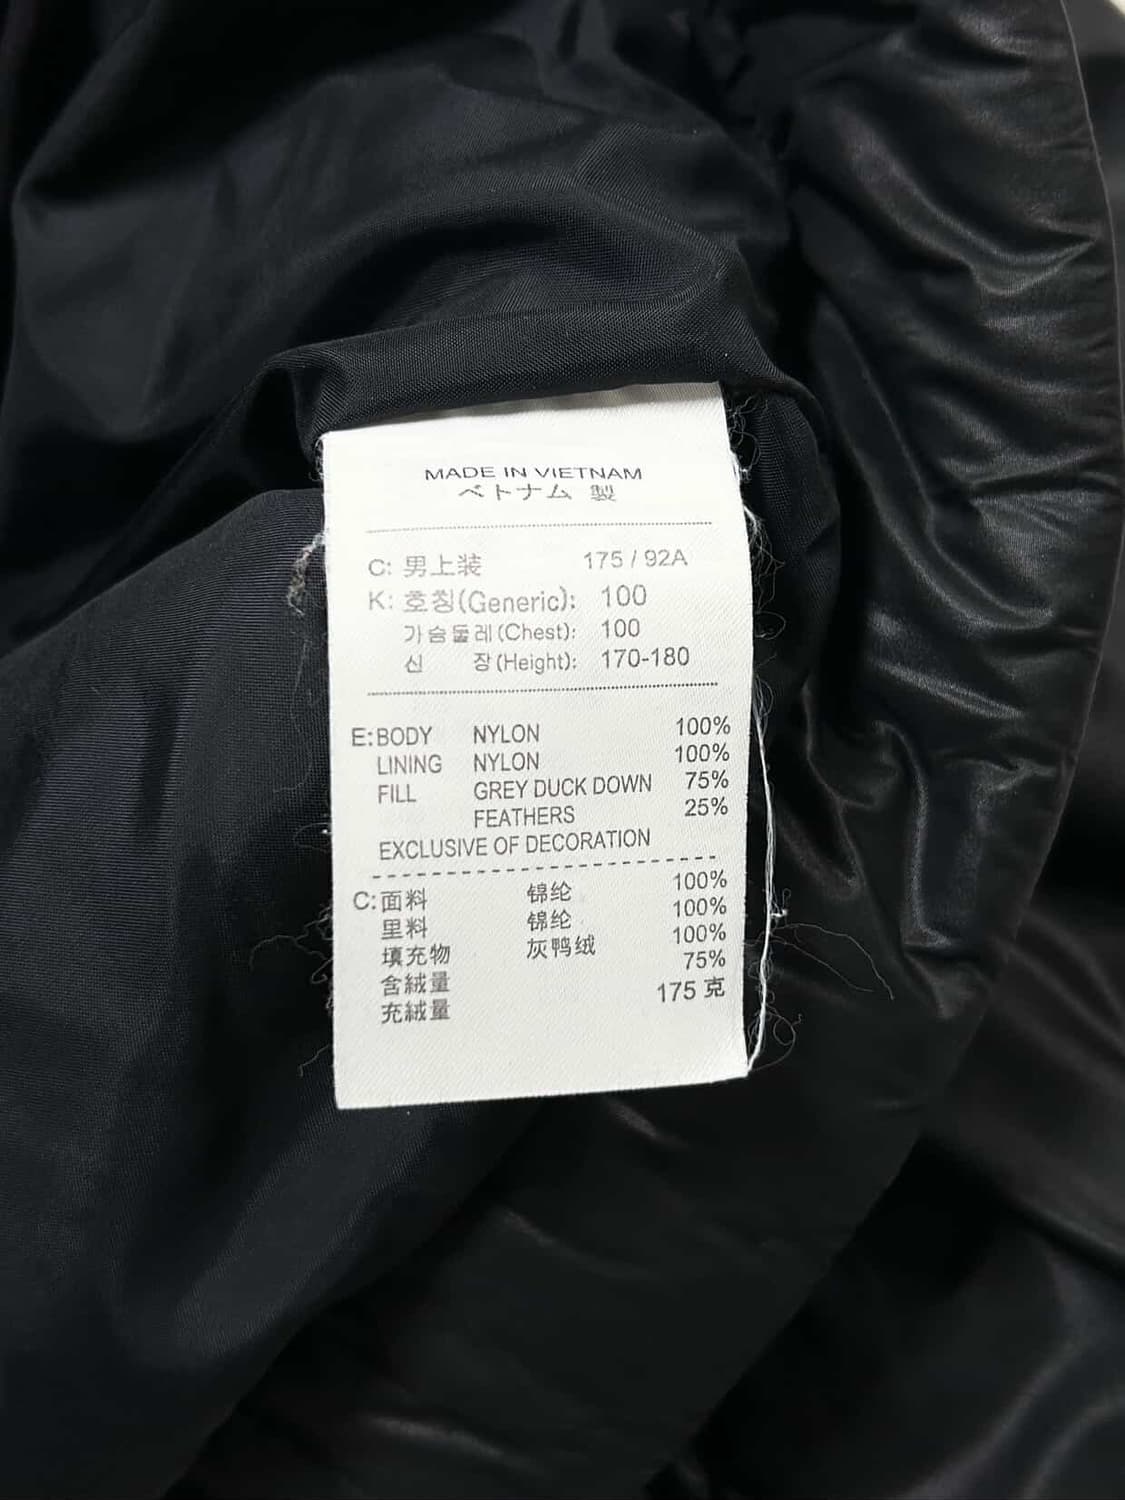 MADE IN VIETNAM
ベトナム 製
C: 男上装 175 / 92A
K: 호칭(Generic): 100
가슴둘레(Chest): 100
신 장(Height): 170-180
E: BODY NYLON 100%
LINING NYLON 100%
FILL GREY DUCK DOWN 75%
FEATHERS 25%
EXCLUSIVE OF DECORATION
C: 面料 锦纶 100%
里料 锦纶 100%
填充物 灰鸭绒 100%
含絨量 75%
充絨量 175 克